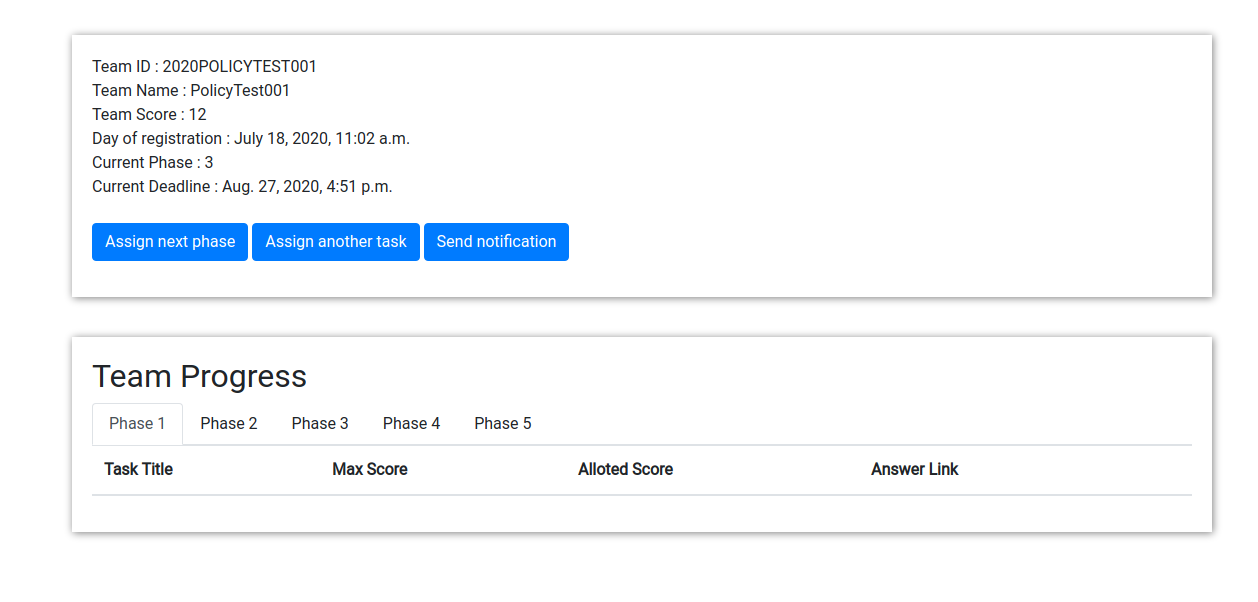 Team ID : 2020POLICYTEST001
Team Name : PolicyTest001
Team Score : 12
Day of registration : July 18, 2020, 11:02 a.m.
Current Phase : 3
Current Deadline : Aug. 27, 2020, 4:51 p.m.
Assign next phase Assign another task Send notification
Team Progress
Phase 1 Phase 2 Phase 3 Phase 4 Phase 5
Task Title Max Score Alloted Score Answer Link